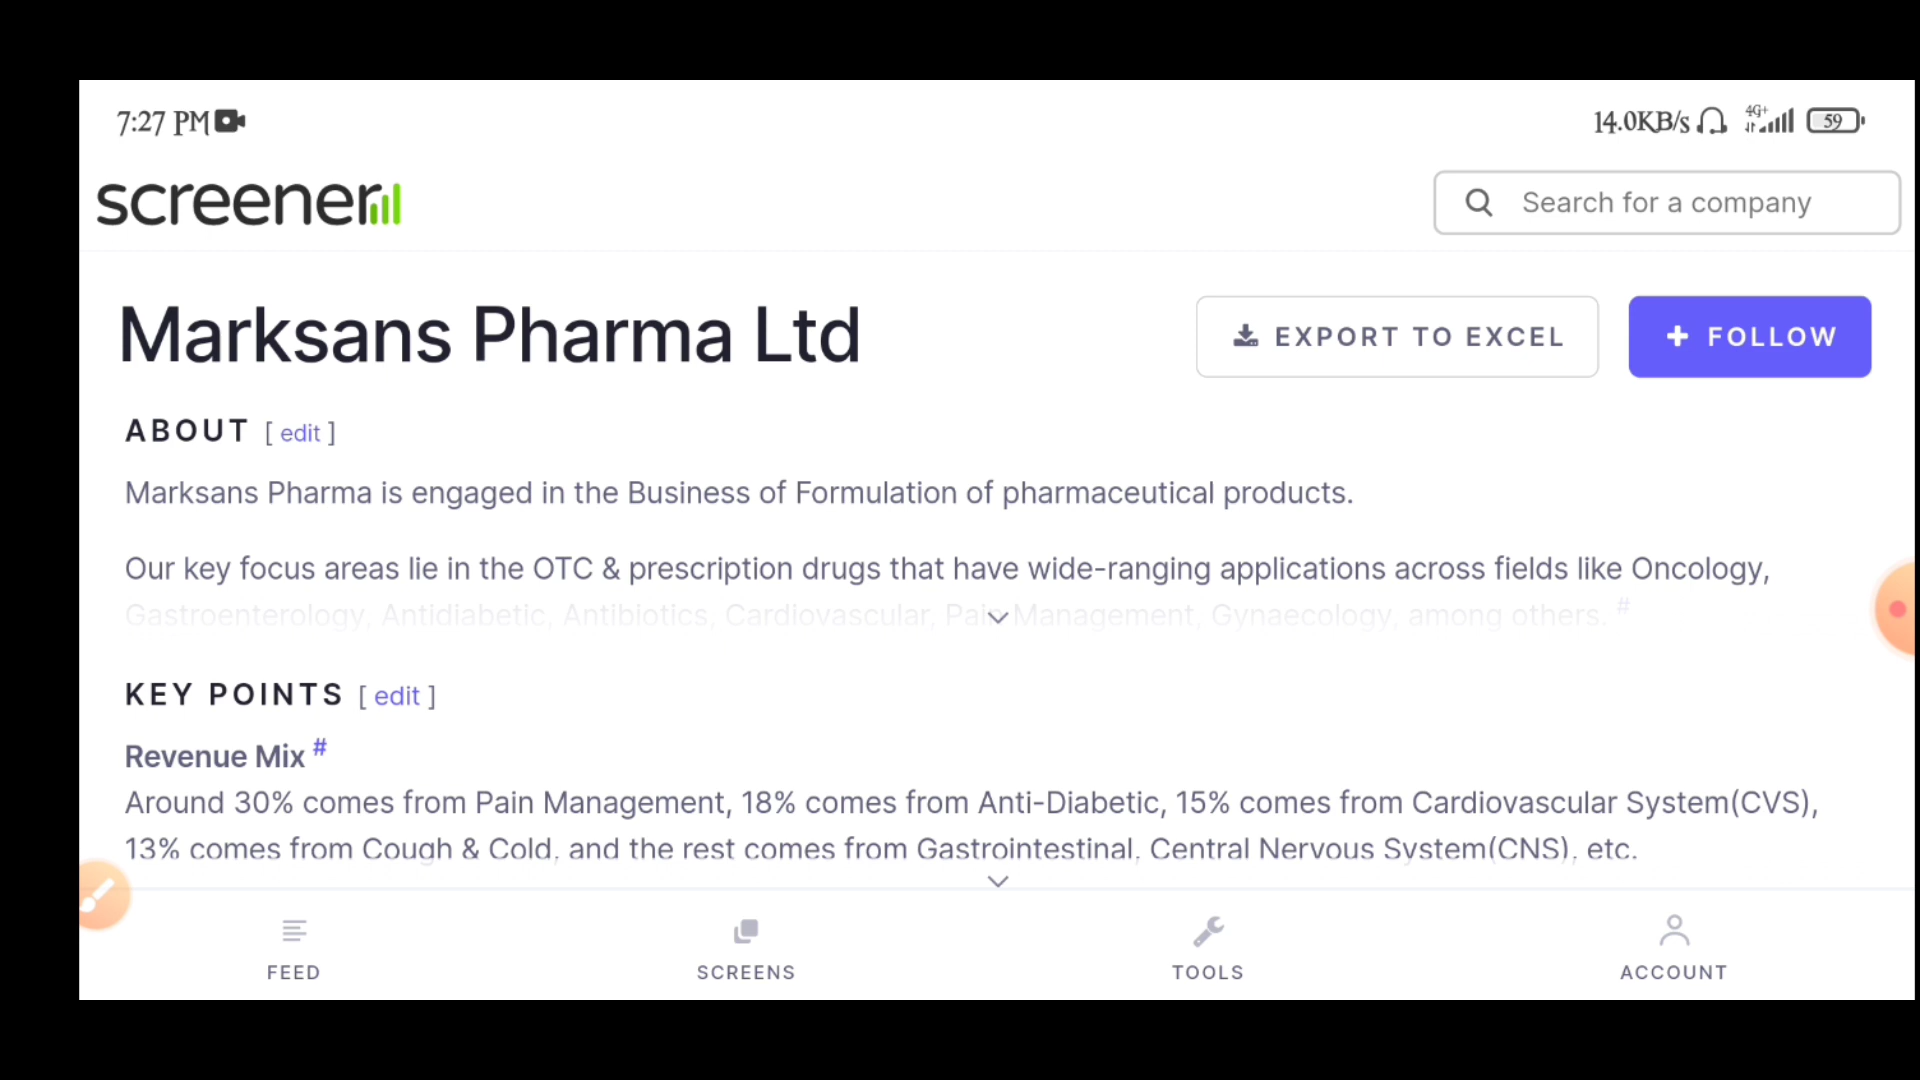 7:27 PM
14.0KB/s 4G+ 59
screener
Search for a company
Marksans Pharma Ltd
EXPORT TO EXCEL
+ FOLLOW
ABOUT [ edit ]
Marksans Pharma is engaged in the Business of Formulation of pharmaceutical products.
Our key focus areas lie in the OTC & prescription drugs that have wide-ranging applications across fields like Oncology,
Gastroenterology, Antidiabetic, Antibiotics, Cardiovascular, Pain Management, Gynaecology, among others. #
KEY POINTS [ edit ]
Revenue Mix #
Around 30% comes from Pain Management, 18% comes from Anti-Diabetic, 15% comes from Cardiovascular System(CVS),
13% comes from Cough & Cold, and the rest comes from Gastrointestinal, Central Nervous System(CNS), etc.
FEED
SCREENS
TOOLS
ACCOUNT